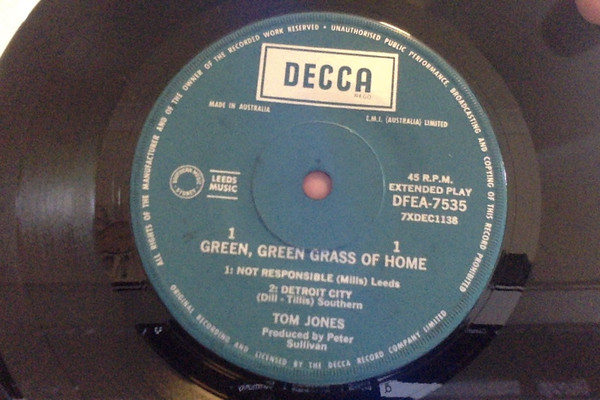 ALL RIGHTS OF THE MANUFACTURER AND OF THE OWNER OF THE RECORDED WORK RESERVED • UNAUTHORISED PUBLIC PERFORMANCE, BROADCASTING AND COPYING OF THIS RECORD PROHIBITED
DECCA
MADE IN AUSTRALIA
E.M.I. (AUSTRALIA) LIMITED
SOUTHERN MUSIC
SYDNEY
LEEDS
MUSIC
45 R.P.M.
EXTENDED PLAY
DFEA-7535
7XDEC1138
1 1
GREEN, GREEN GRASS OF HOME
1: NOT RESPONSIBLE (Mills) Leeds
2: DETROIT CITY
(Dill - Tillis) Southern
TOM JONES
Produced by Peter
Sullivan
ORIGINAL RECORDING AND LICENSED BY THE DECCA RECORD COMPANY LIMITED